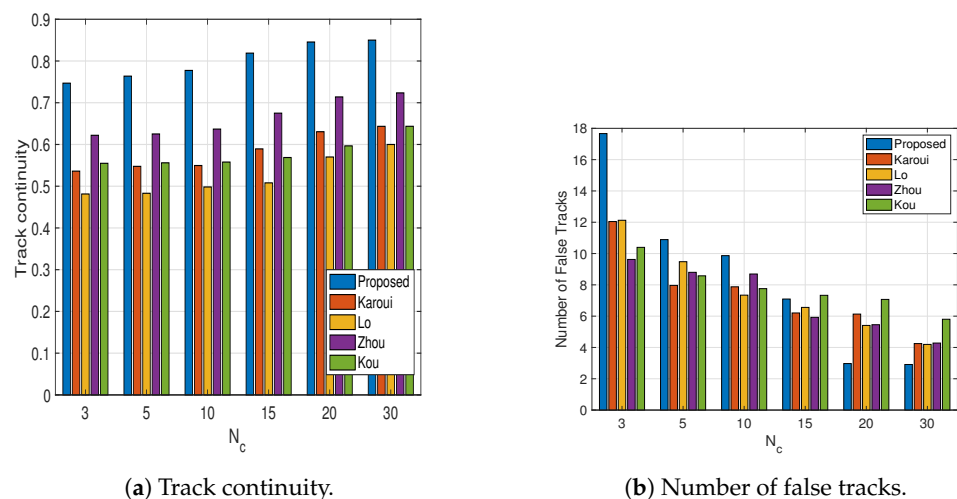 0.9
0.8
0.7
0.6
0.5
0.4
0.3
0.2
0.1
0
Track continuity
3 5 10 15 20 30
N_c
Proposed
Karoui
Lo
Zhou
Kou
(a) Track continuity.
18
16
14
12
10
8
6
4
2
0
Number of False Tracks
3 5 10 15 20 30
N_c
Proposed
Karoui
Lo
Zhou
Kou
(b) Number of false tracks.